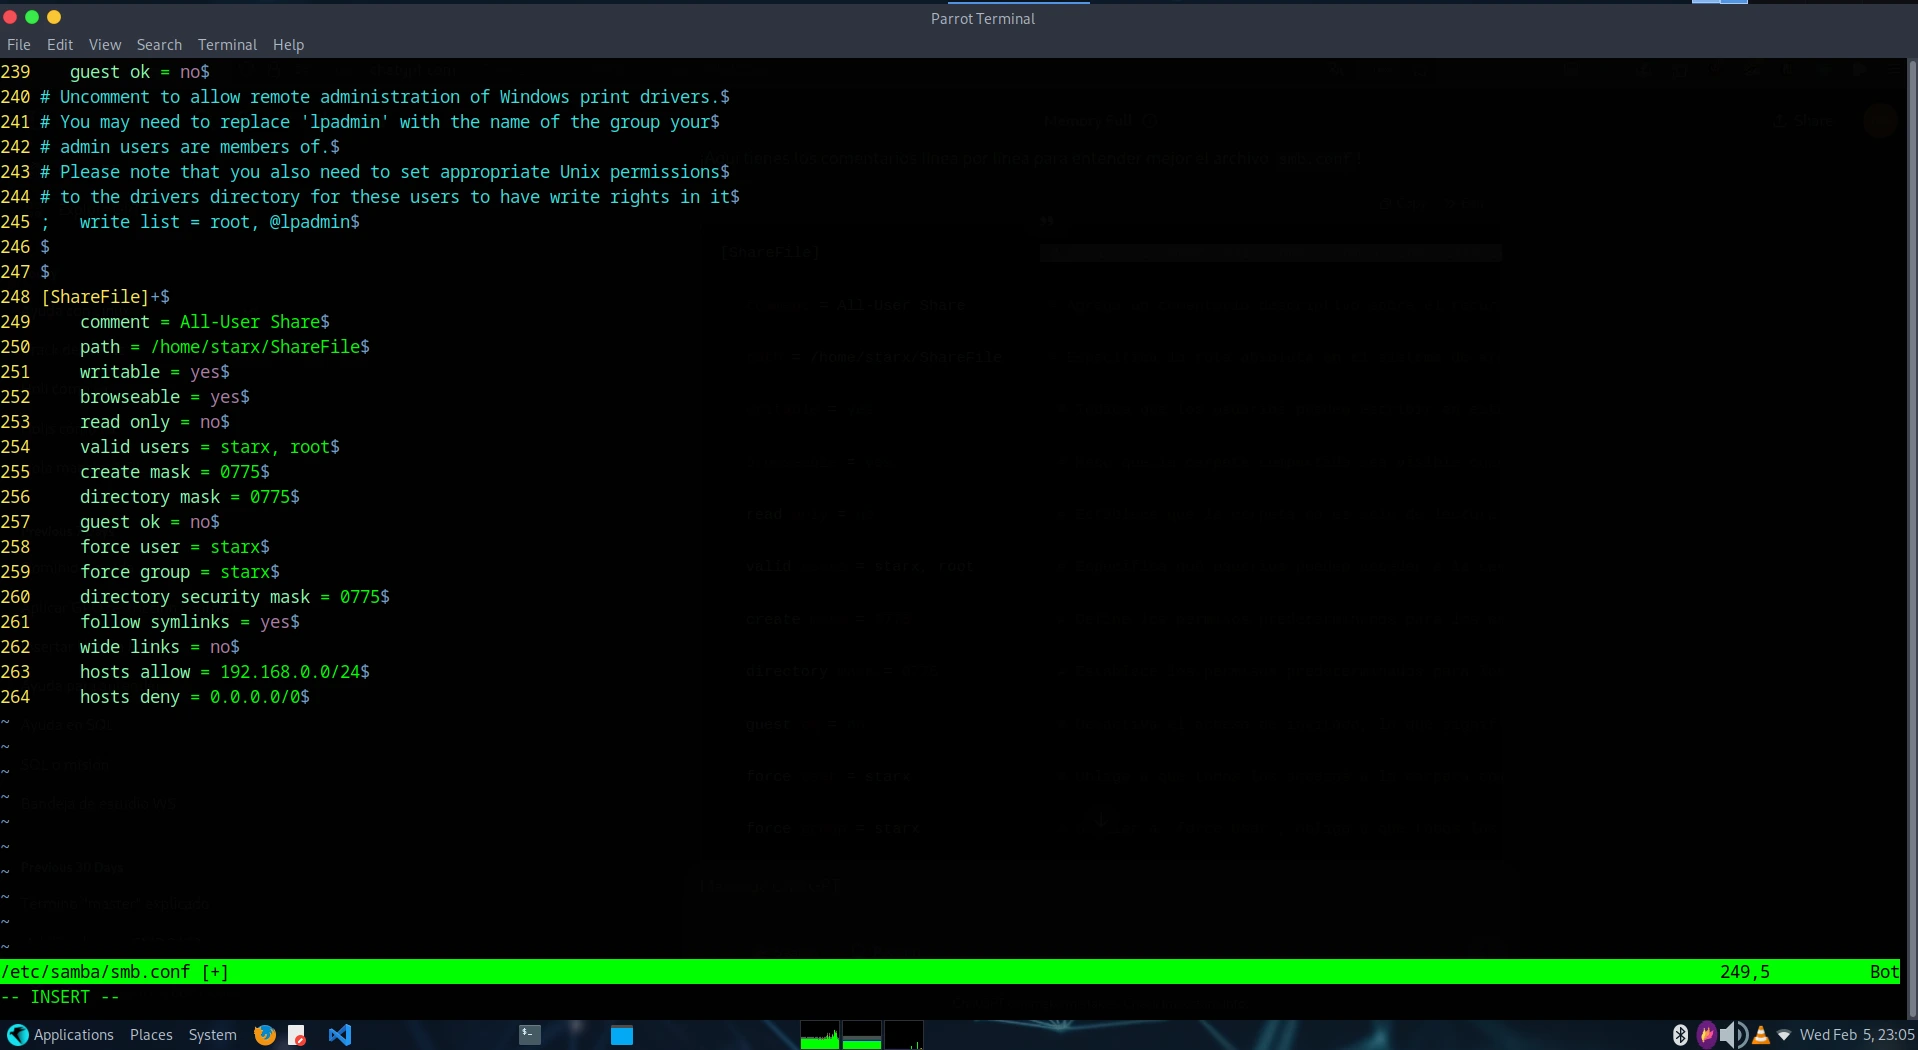 Parrot Terminal
File Edit View Search Terminal Help
239    guest ok = no$
240 # Uncomment to allow remote administration of Windows print drivers.$
241 # You may need to replace 'lpadmin' with the name of the group your$
242 # admin users are members of.$
243 # Please note that you also need to set appropriate Unix permissions$
244 # to the drivers directory for these users to have write rights in it$
245 ;   write list = root, @lpadmin$
246 $
247 $
248 [ShareFile]+$
249     comment = All-User Share$
250     path = /home/starx/ShareFile$
251     writable = yes$
252     browseable = yes$
253     read only = no$
254     valid users = starx, root$
255     create mask = 0775$
256     directory mask = 0775$
257     guest ok = no$
258     force user = starx$
259     force group = starx$
260     directory security mask = 0775$
261     follow symlinks = yes$
262     wide links = no$
263     hosts allow = 192.168.0.0/24$
264     hosts deny = 0.0.0.0/0$
~
~
~
~
~
~
~
~
~
~
/etc/samba/smb.conf [+] 249,5 Bot
-- INSERT --
Applications Places System Wed Feb 5, 23:05